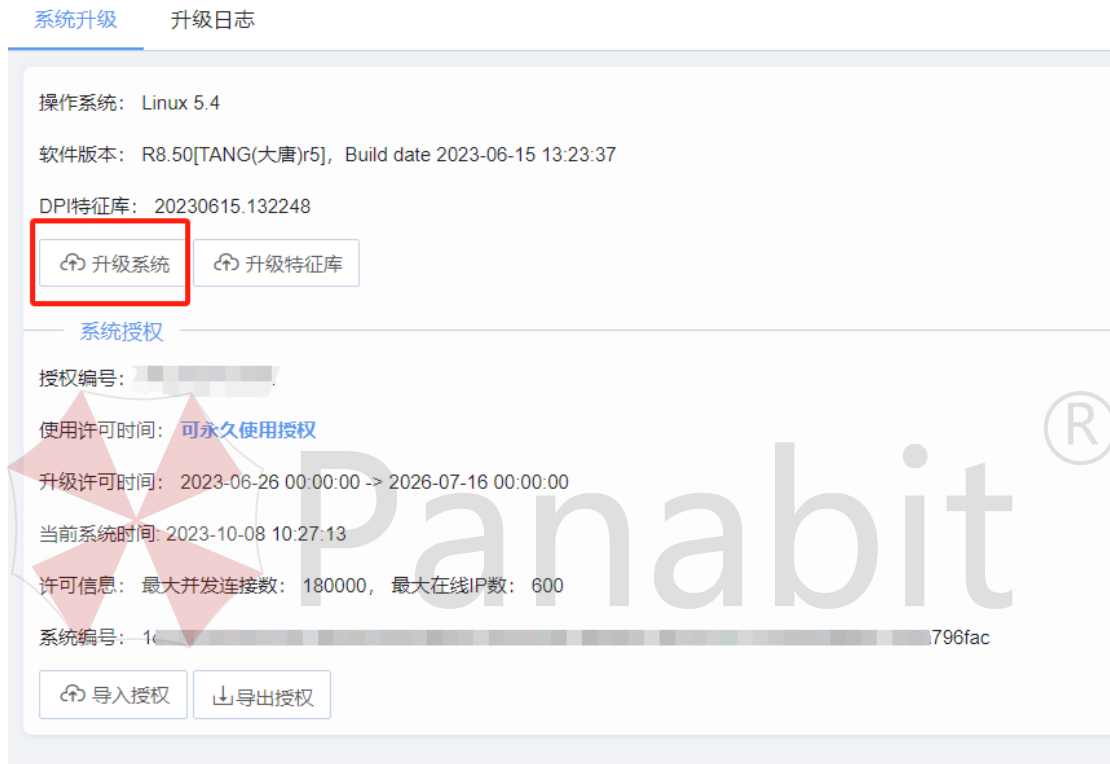 系统升级 升级日志
操作系统： Linux 5.4
软件版本： R8.50[TANG(大唐)r5]，Build date 2023-06-15 13:23:37
DPI特征库： 20230615.132248
升级系统 升级特征库
系统授权
授权编号：
使用许可时间： 可永久使用授权
升级许可时间： 2023-06-26 00:00:00 -> 2026-07-16 00:00:00
当前系统时间: 2023-10-08 10:27:13
许可信息： 最大并发连接数： 180000， 最大在线IP数： 600
系统编号： 796fac
导入授权 导出授权
Panabit®